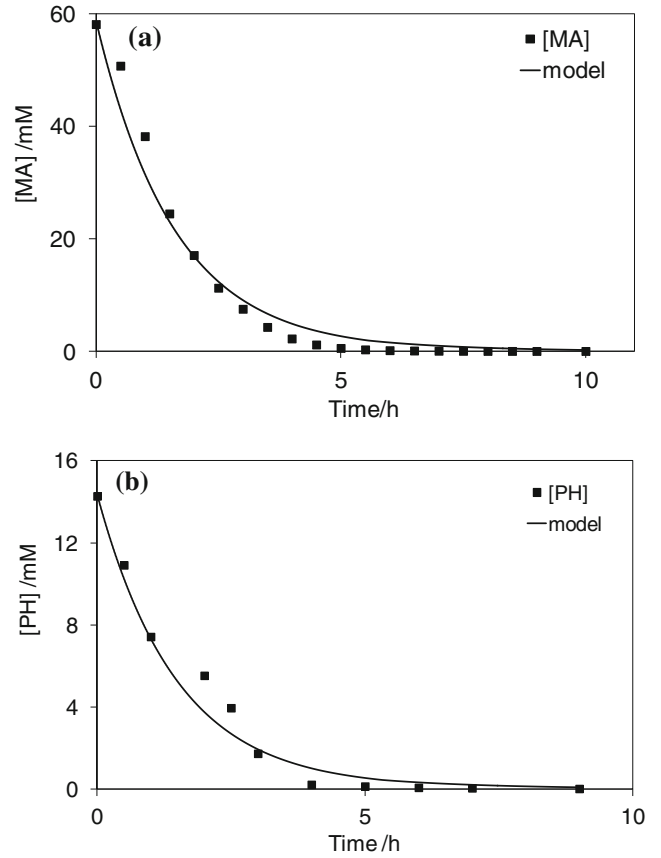 (a)
[MA]
model
60
40
20
0
[MA] /mM
0 5 10
Time/h
(b)
[PH]
model
16
12
8
4
0
[PH] /mM
0 5 10
Time /h